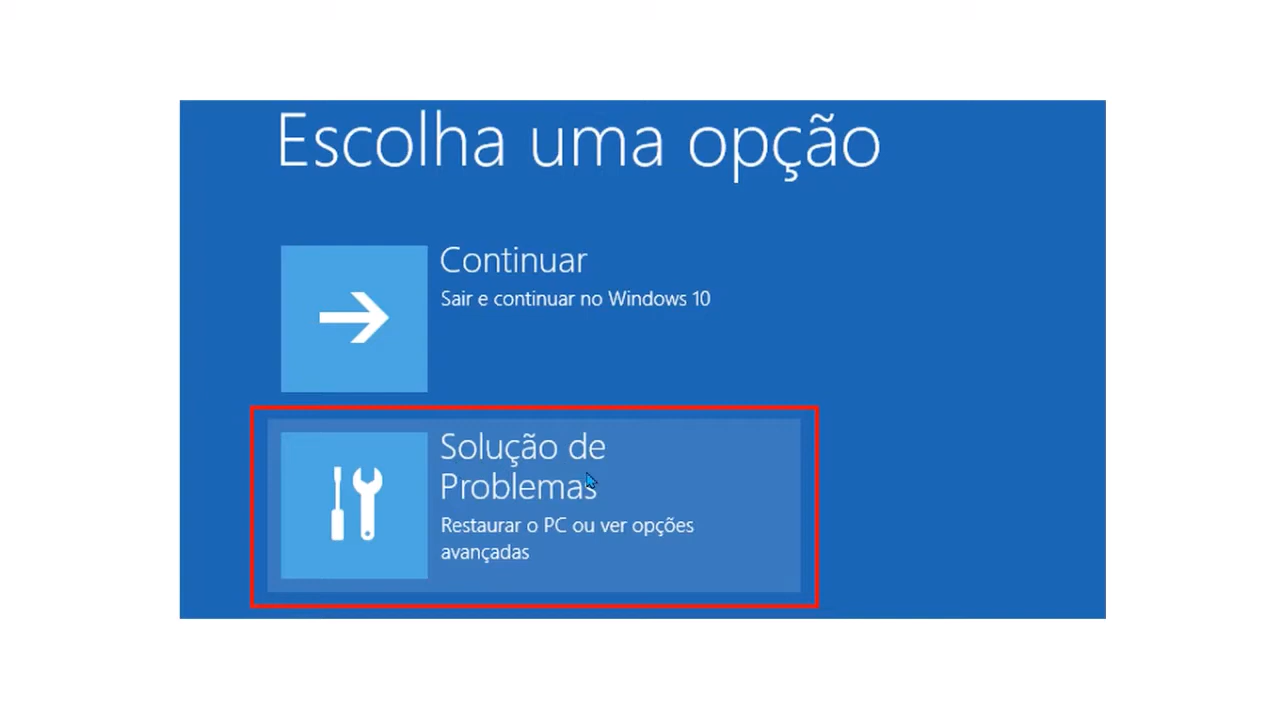 Escolha uma opção
Continuar
Sair e continuar no Windows 10
Solução de
Problemas
Restaurar o PC ou ver opções
avançadas